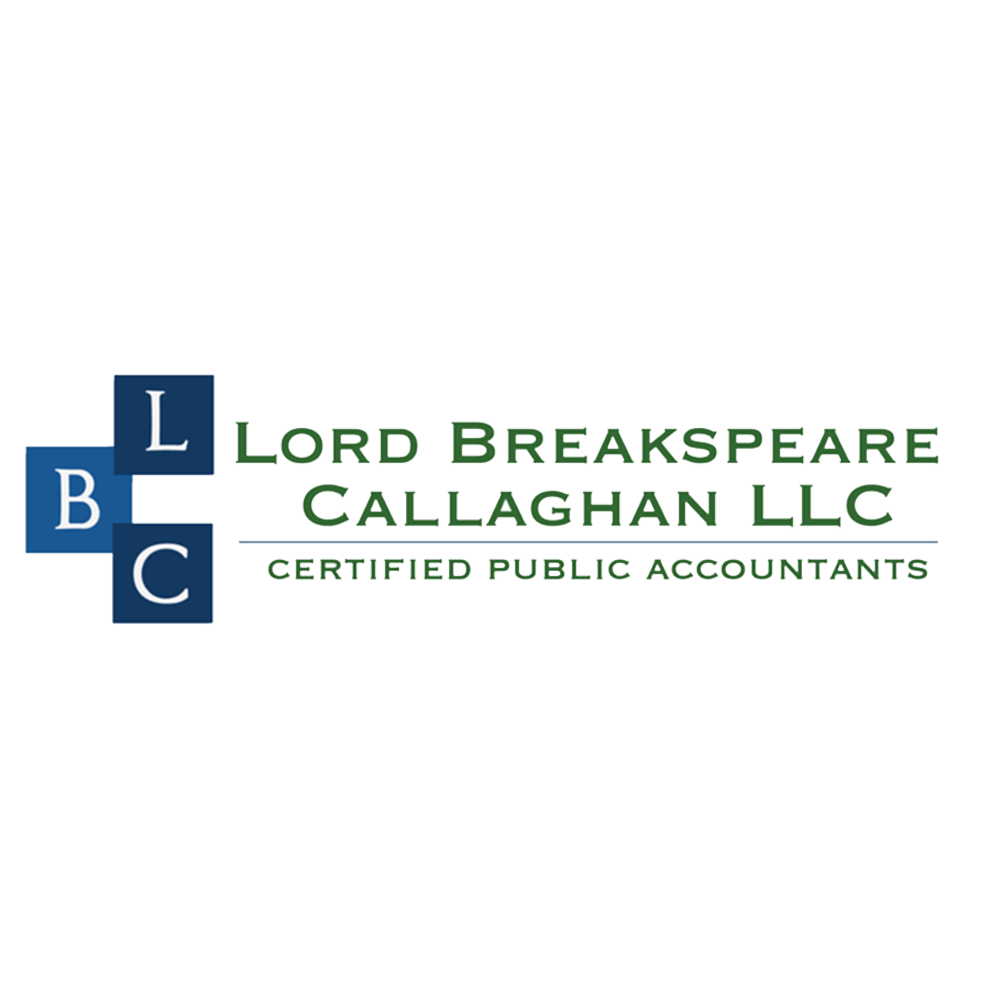 L
B
C
LORD BREAKSPEARE
CALLAGHAN LLC
CERTIFIED PUBLIC ACCOUNTANTS